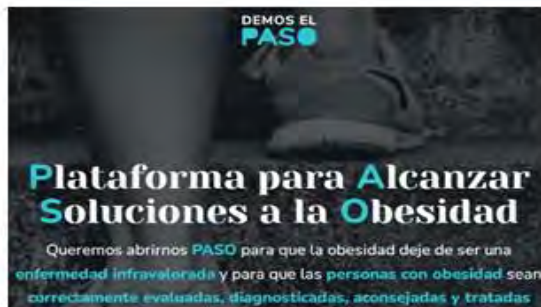 DEMOS EL
PASO
Plataforma para Alcanzar
Soluciones a la Obesidad
Queremos abrirnos PASO para que la obesidad deje de ser una
enfermedad infravalorada y para que las personas con obesidad sean
correctamente evaluadas, diagnosticadas, aconsejadas y tratadas